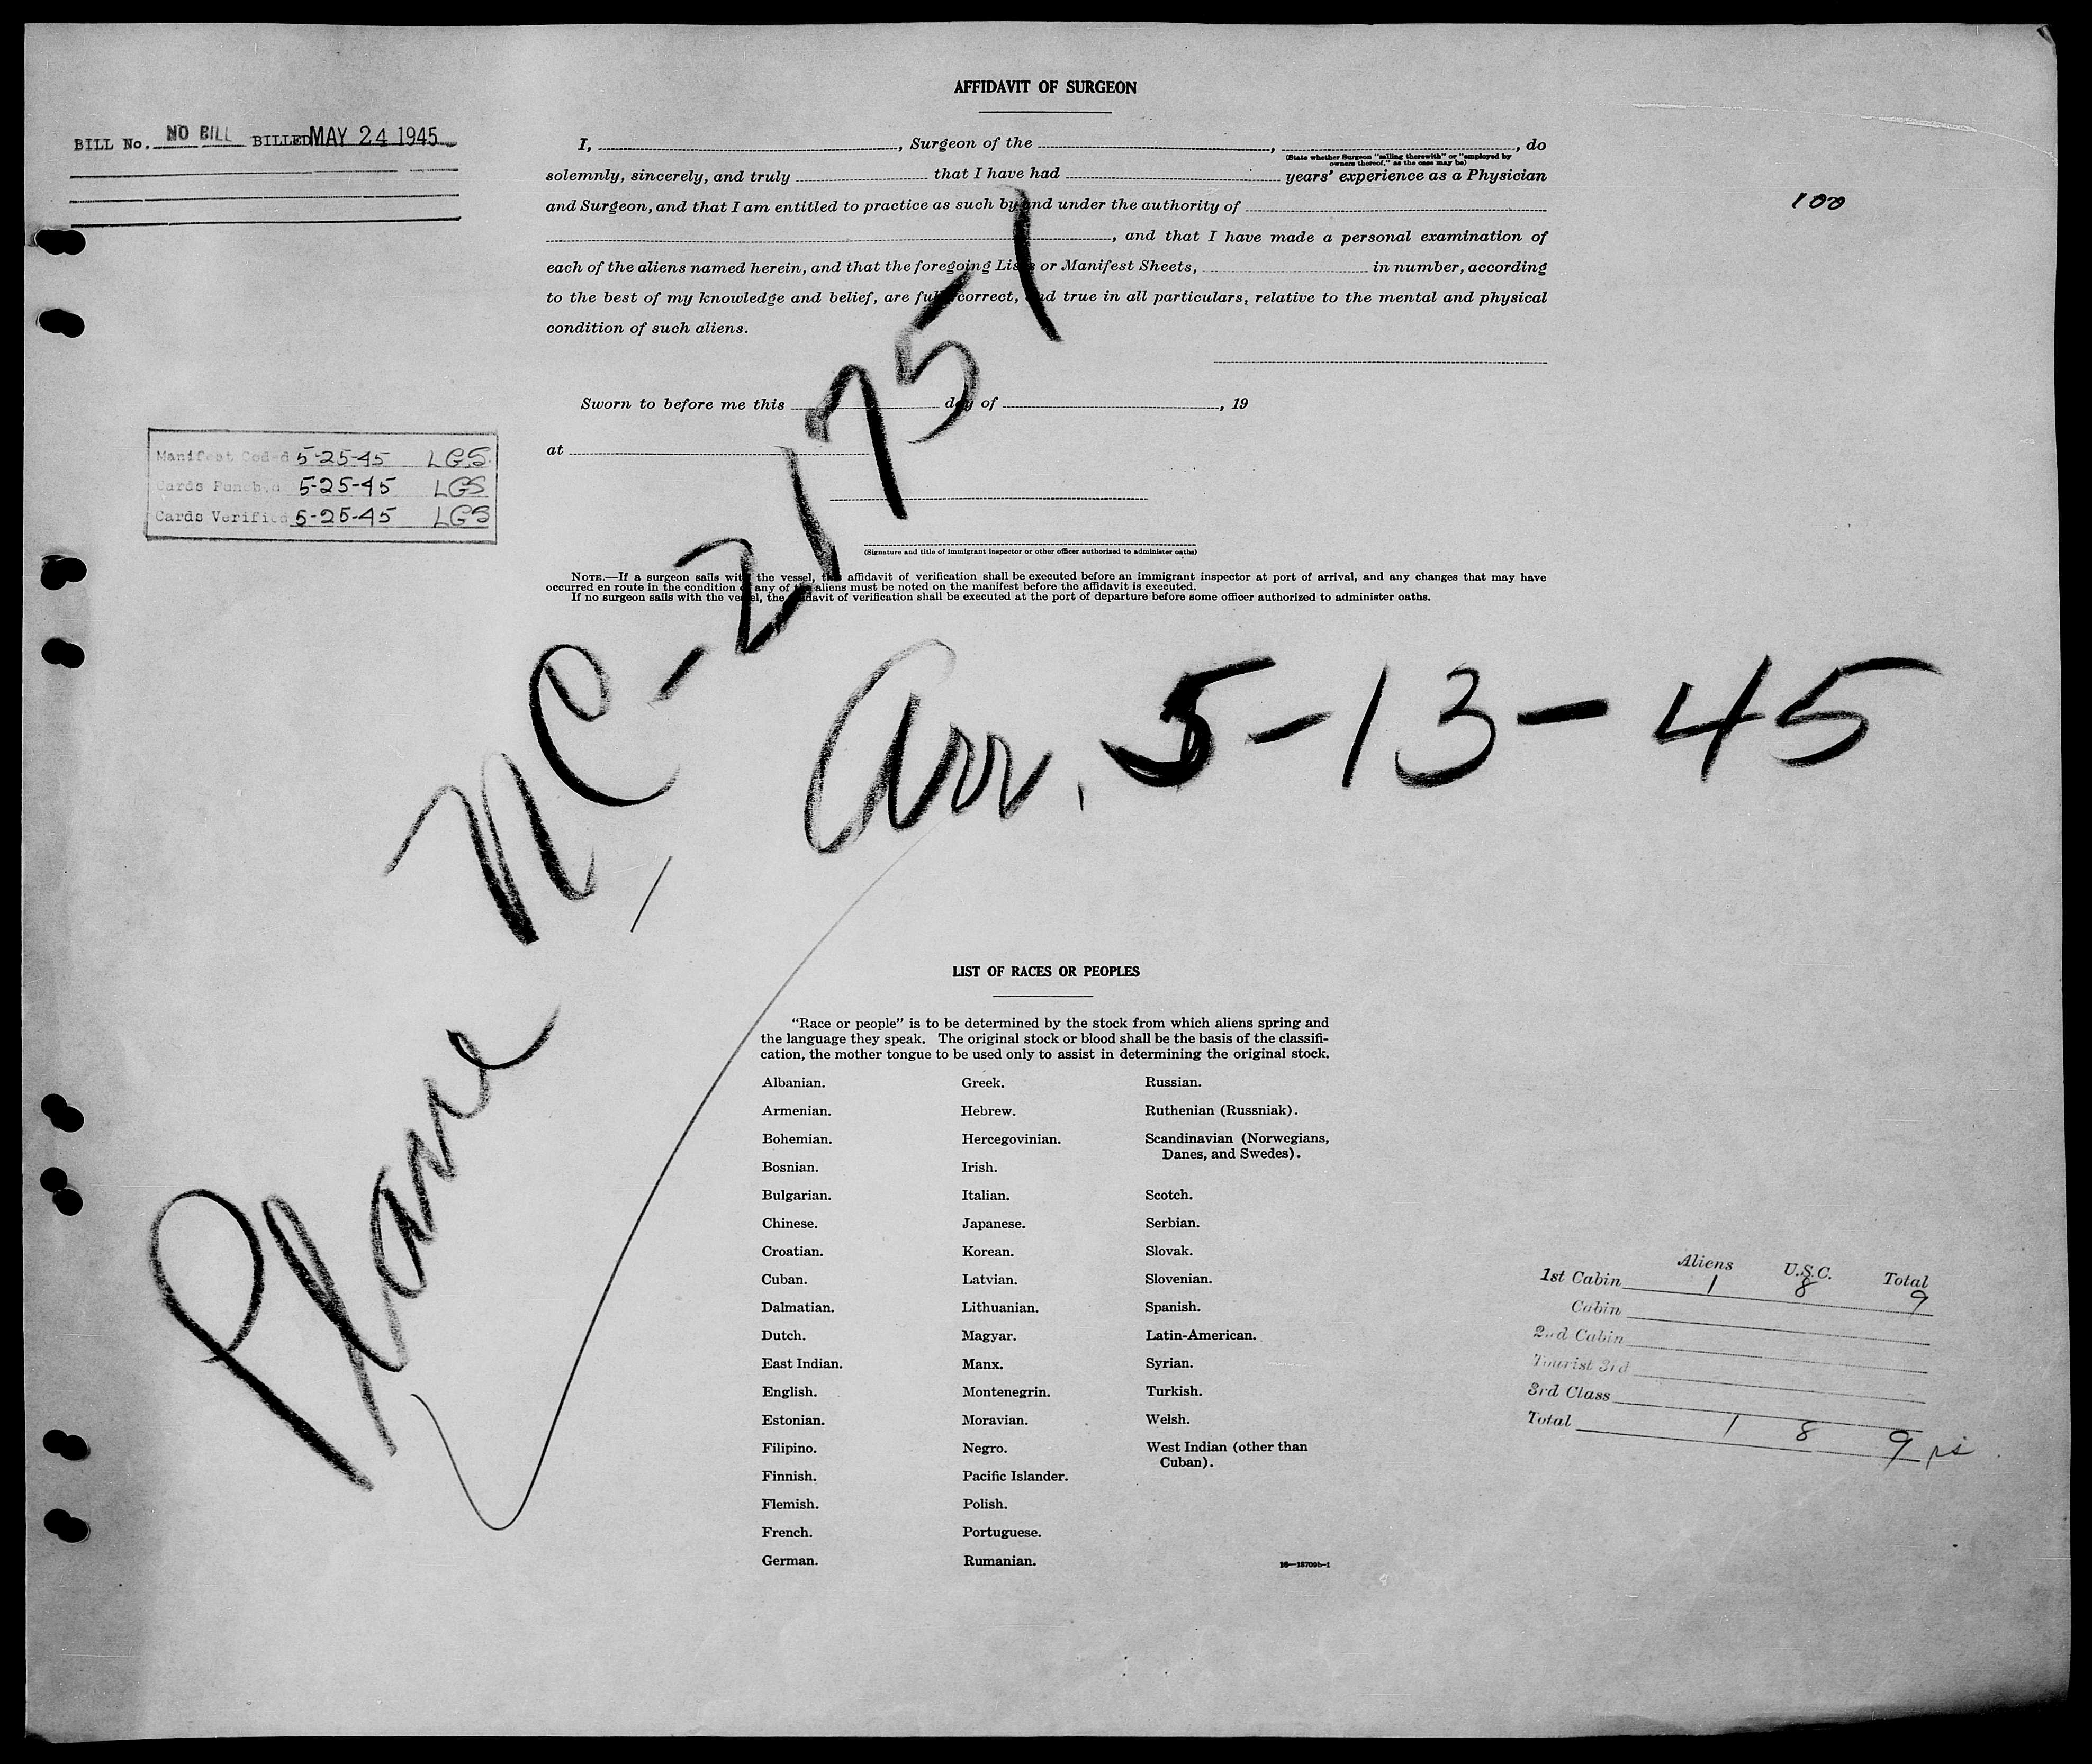 AFFIDAVIT OF SURGEON
BILL No. NO BILL BILLED MAY 24 1945
I, , Surgeon of the , , do
(State whether Surgeon "sailing therewith" or "employed by
owners thereof," as the case may be)
solemnly, sincerely, and truly that I have had years' experience as a Physician
and Surgeon, and that I am entitled to practice as such by and under the authority of
100
, and that I have made a personal examination of
each of the aliens named herein, and that the foregoing Lists or Manifest Sheets, in number, according
to the best of my knowledge and belief, are full, correct, and true in all particulars, relative to the mental and physical
condition of such aliens.
Sworn to before me this day of , 19
at
Manifest Coded 5-25-45 LGS.
Cards Punched 5-25-45 LGS
Cards Verified 5-25-45 LGS
(Signature and title of immigrant inspector or other officer authorized to administer oaths)
NOTE.—If a surgeon sails with the vessel, the affidavit of verification shall be executed before an immigrant inspector at port of arrival, and any changes that may have
occurred en route in the condition of any of the aliens must be noted on the manifest before the affidavit is executed.
If no surgeon sails with the vessel, the affidavit of verification shall be executed at the port of departure before some officer authorized to administer oaths.
Plane NC-21751
Arr. 5-13-45
LIST OF RACES OR PEOPLES
"Race or people" is to be determined by the stock from which aliens spring and
the language they speak. The original stock or blood shall be the basis of the classifi-
cation, the mother tongue to be used only to assist in determining the original stock.
Albanian. Greek. Russian.
Armenian. Hebrew. Ruthenian (Russniak).
Bohemian. Hercegovinian. Scandinavian (Norwegians,
Danes, and Swedes).
Bosnian. Irish.
Bulgarian. Italian. Scotch.
Chinese. Japanese. Serbian.
Croatian. Korean. Slovak.
Cuban. Latvian. Slovenian.
Dalmatian. Lithuanian. Spanish.
Dutch. Magyar. Latin-American.
East Indian. Manx. Syrian.
English. Montenegrin. Turkish.
Estonian. Moravian. Welsh.
Filipino. Negro. West Indian (other than
Cuban).
Finnish. Pacific Islander.
Flemish. Polish.
French. Portuguese.
German. Rumanian.
16—18709b-1
Aliens U.S.C. Total
1st Cabin 1 8 9
Cabin
2nd Cabin
Tourist 3rd
3rd Class
Total 1 8 9